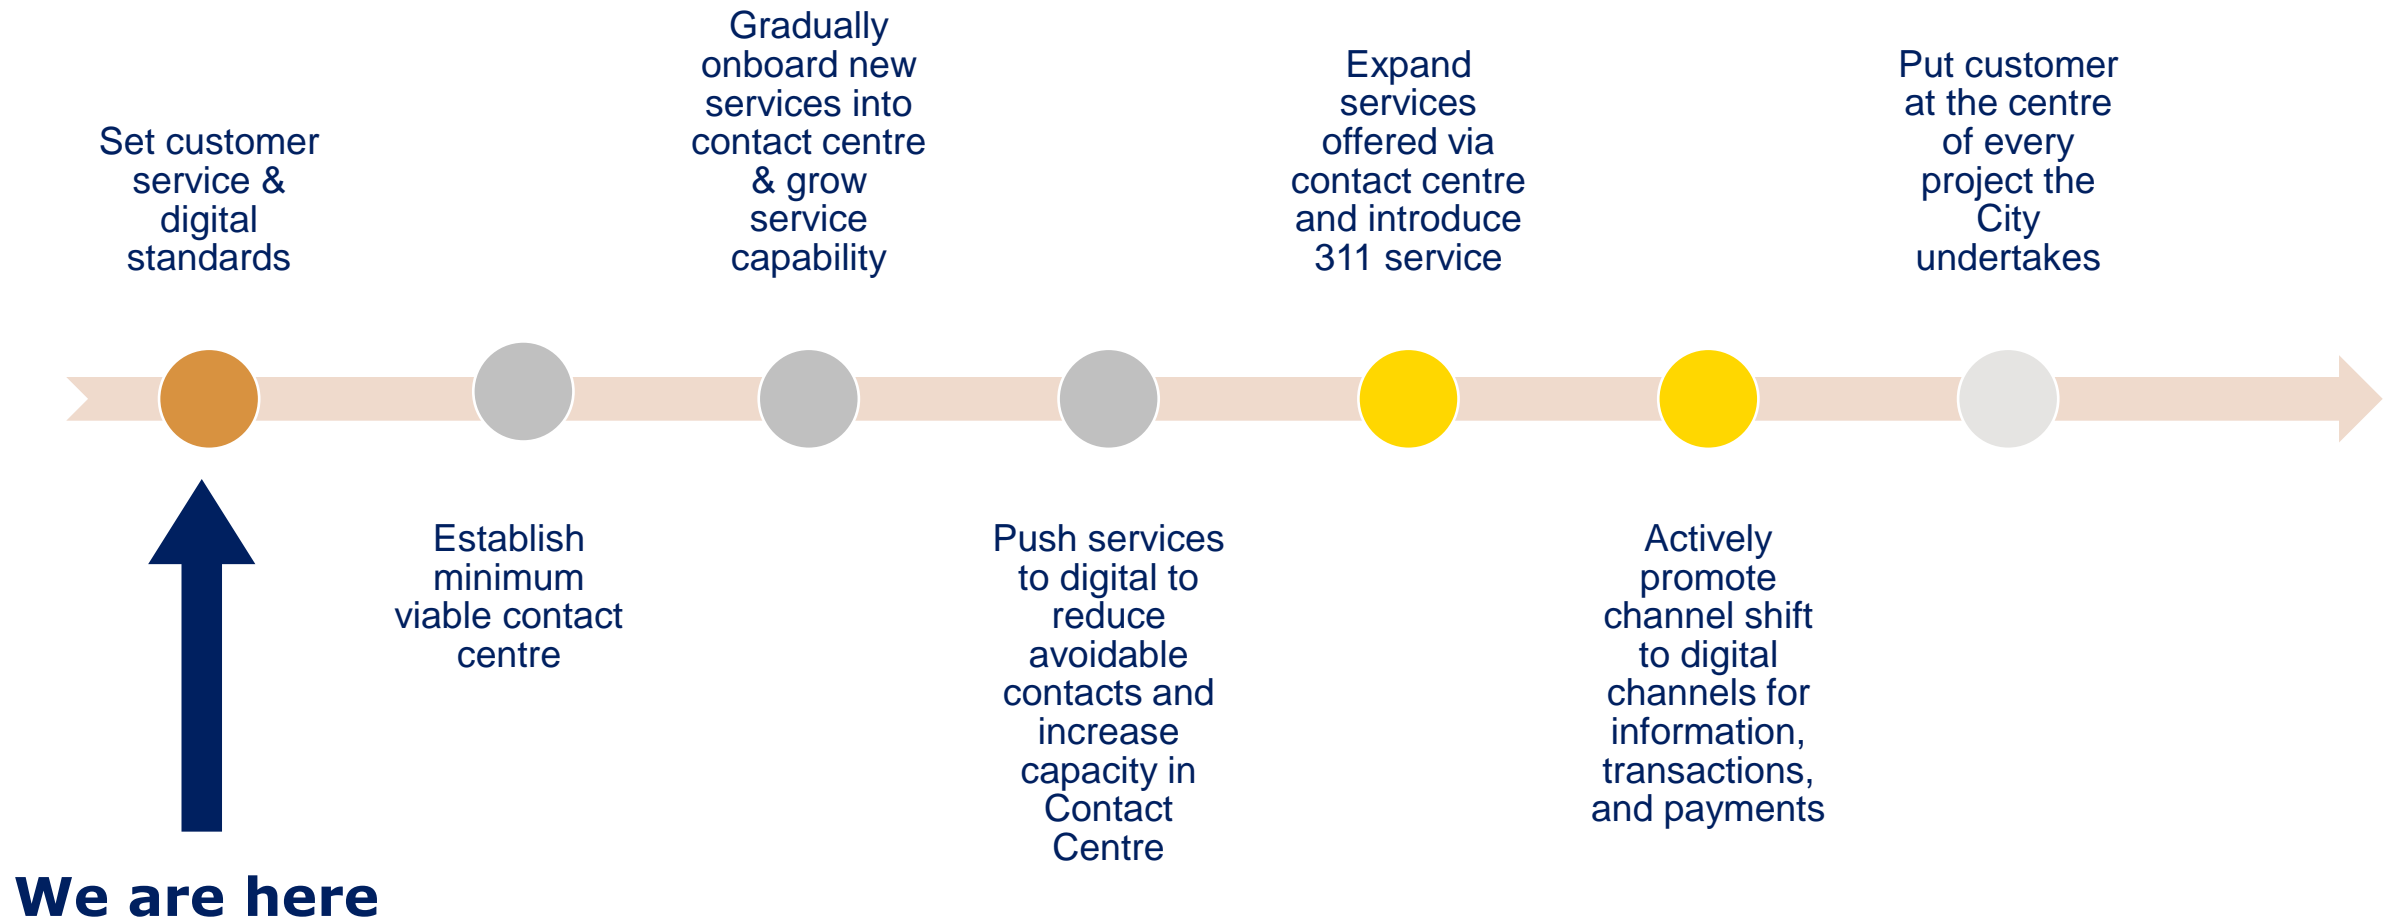 Set customer
service &
digital
standards
Establish
minimum
viable contact
centre
Gradually
onboard new
services into
contact centre
& grow
service
capability
Push services
to digital to
reduce
avoidable
contacts and
increase
capacity in
Contact
Centre
Expand
services
offered via
contact centre
and introduce
311 service
Actively
promote
channel shift
to digital
channels for
information,
transactions,
and payments
Put customer
at the centre
of every
project the
City
undertakes
We are here